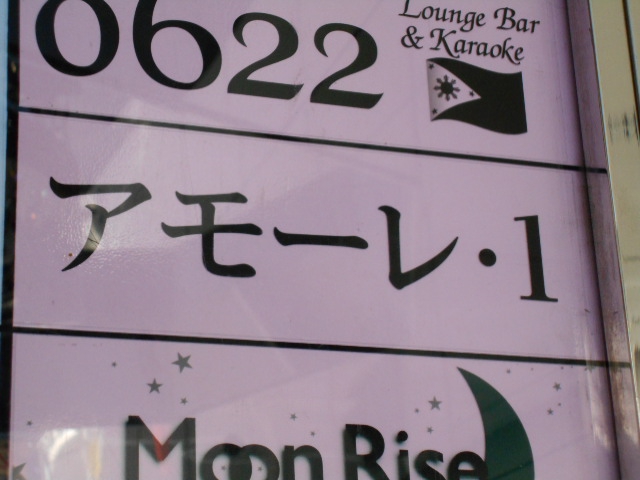 0622
Lounge Bar
& Karaoke
アモーレ・1
Moon Rise